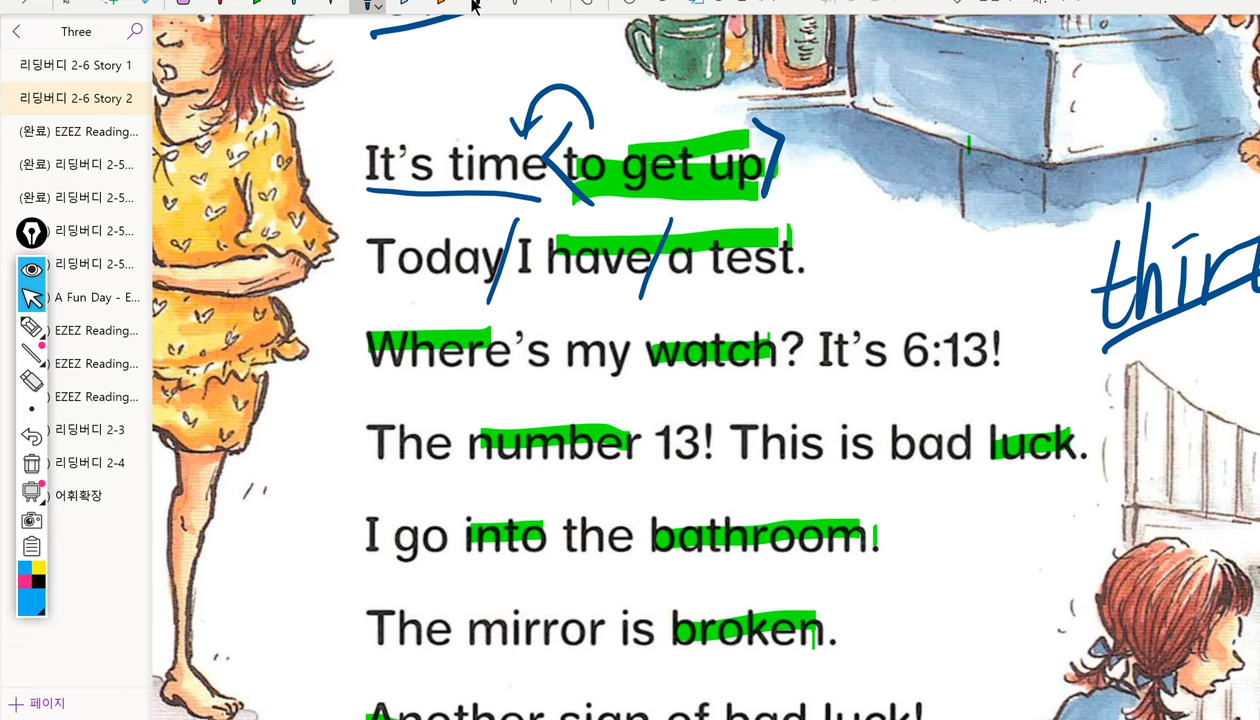 Three
리딩버디 2-6 Story 1
리딩버디 2-6 Story 2
(완료) EZEZ Reading...
(완료) 리딩버디 2-5...
(완료) 리딩버디 2-5...
) 리딩버디 2-5...
) 리딩버디 2-5...
) A Fun Day - E...
) EZEZ Reading...
) EZEZ Reading...
) EZEZ Reading...
) 리딩버디 2-3
) 리딩버디 2-4
) 어휘확장
페이지
It's time to get up.
Today I have a test.
Where's my watch? It's 6:13!
The number 13! This is bad luck.
I go into the bathroom!
The mirror is broken.
Another sign of bad luck!